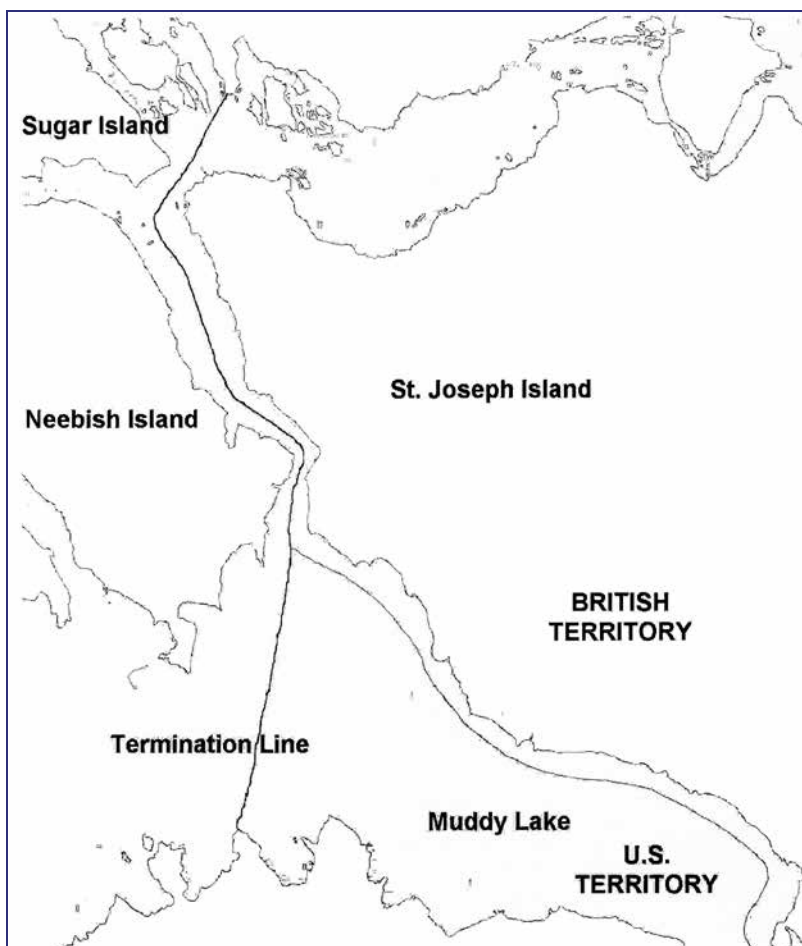 Sugar Island
St. Joseph Island
Neebish Island
BRITISH
TERRITORY
Termination Line
Muddy Lake
U.S.
TERRITORY